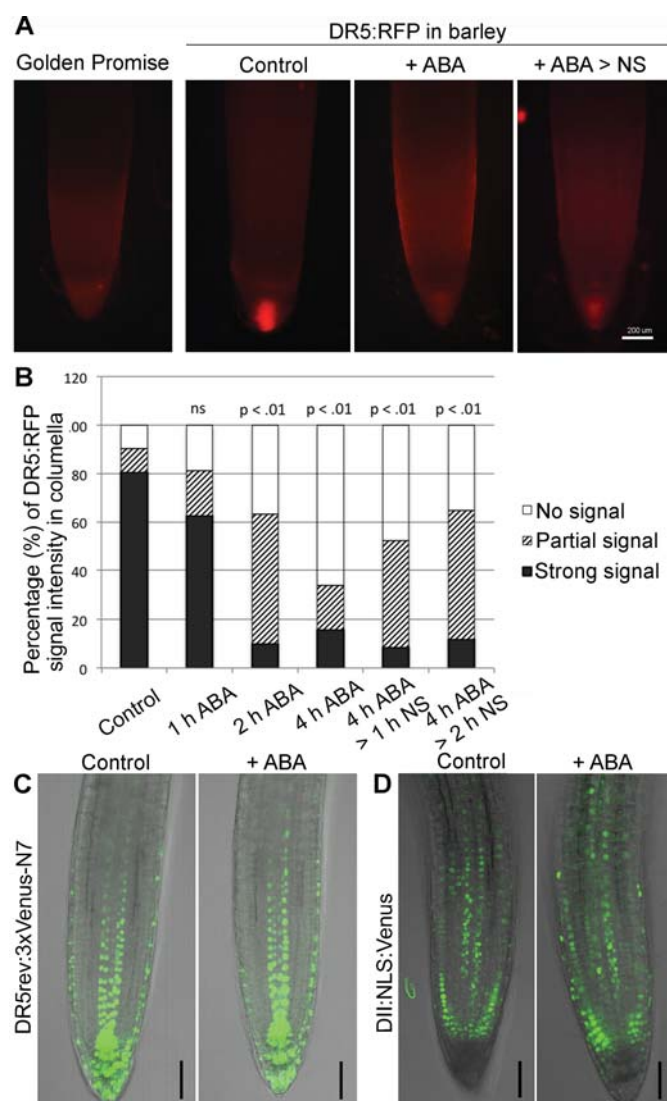 A
DR5:RFP in barley
Golden Promise
Control
+ ABA
+ ABA > NS
200 um
B
Percentage (%) of DR5:RFP
signal intensity in columella
120
.00
80
60
40
20
0
ns
p < .01
p < .01
p < .01
p < .01
No signal
Partial signal
Strong signal
Control
1 h ABA
2 h ABA
4 h ABA
4 h ABA
> 1 h NS
4 h ABA
> 2 h NS
C
Control
+ ABA
DR5rev:3xVenus-N7
D
Control
+ ABA
DII:NLS:Venus